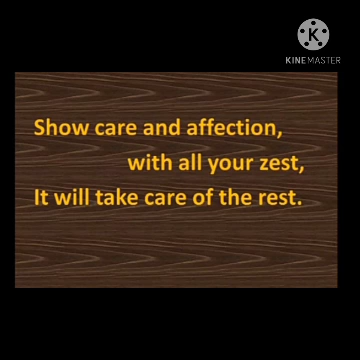 K
KINEMASTER
Show care and affection,
with all your zest,
It will take care of the rest.